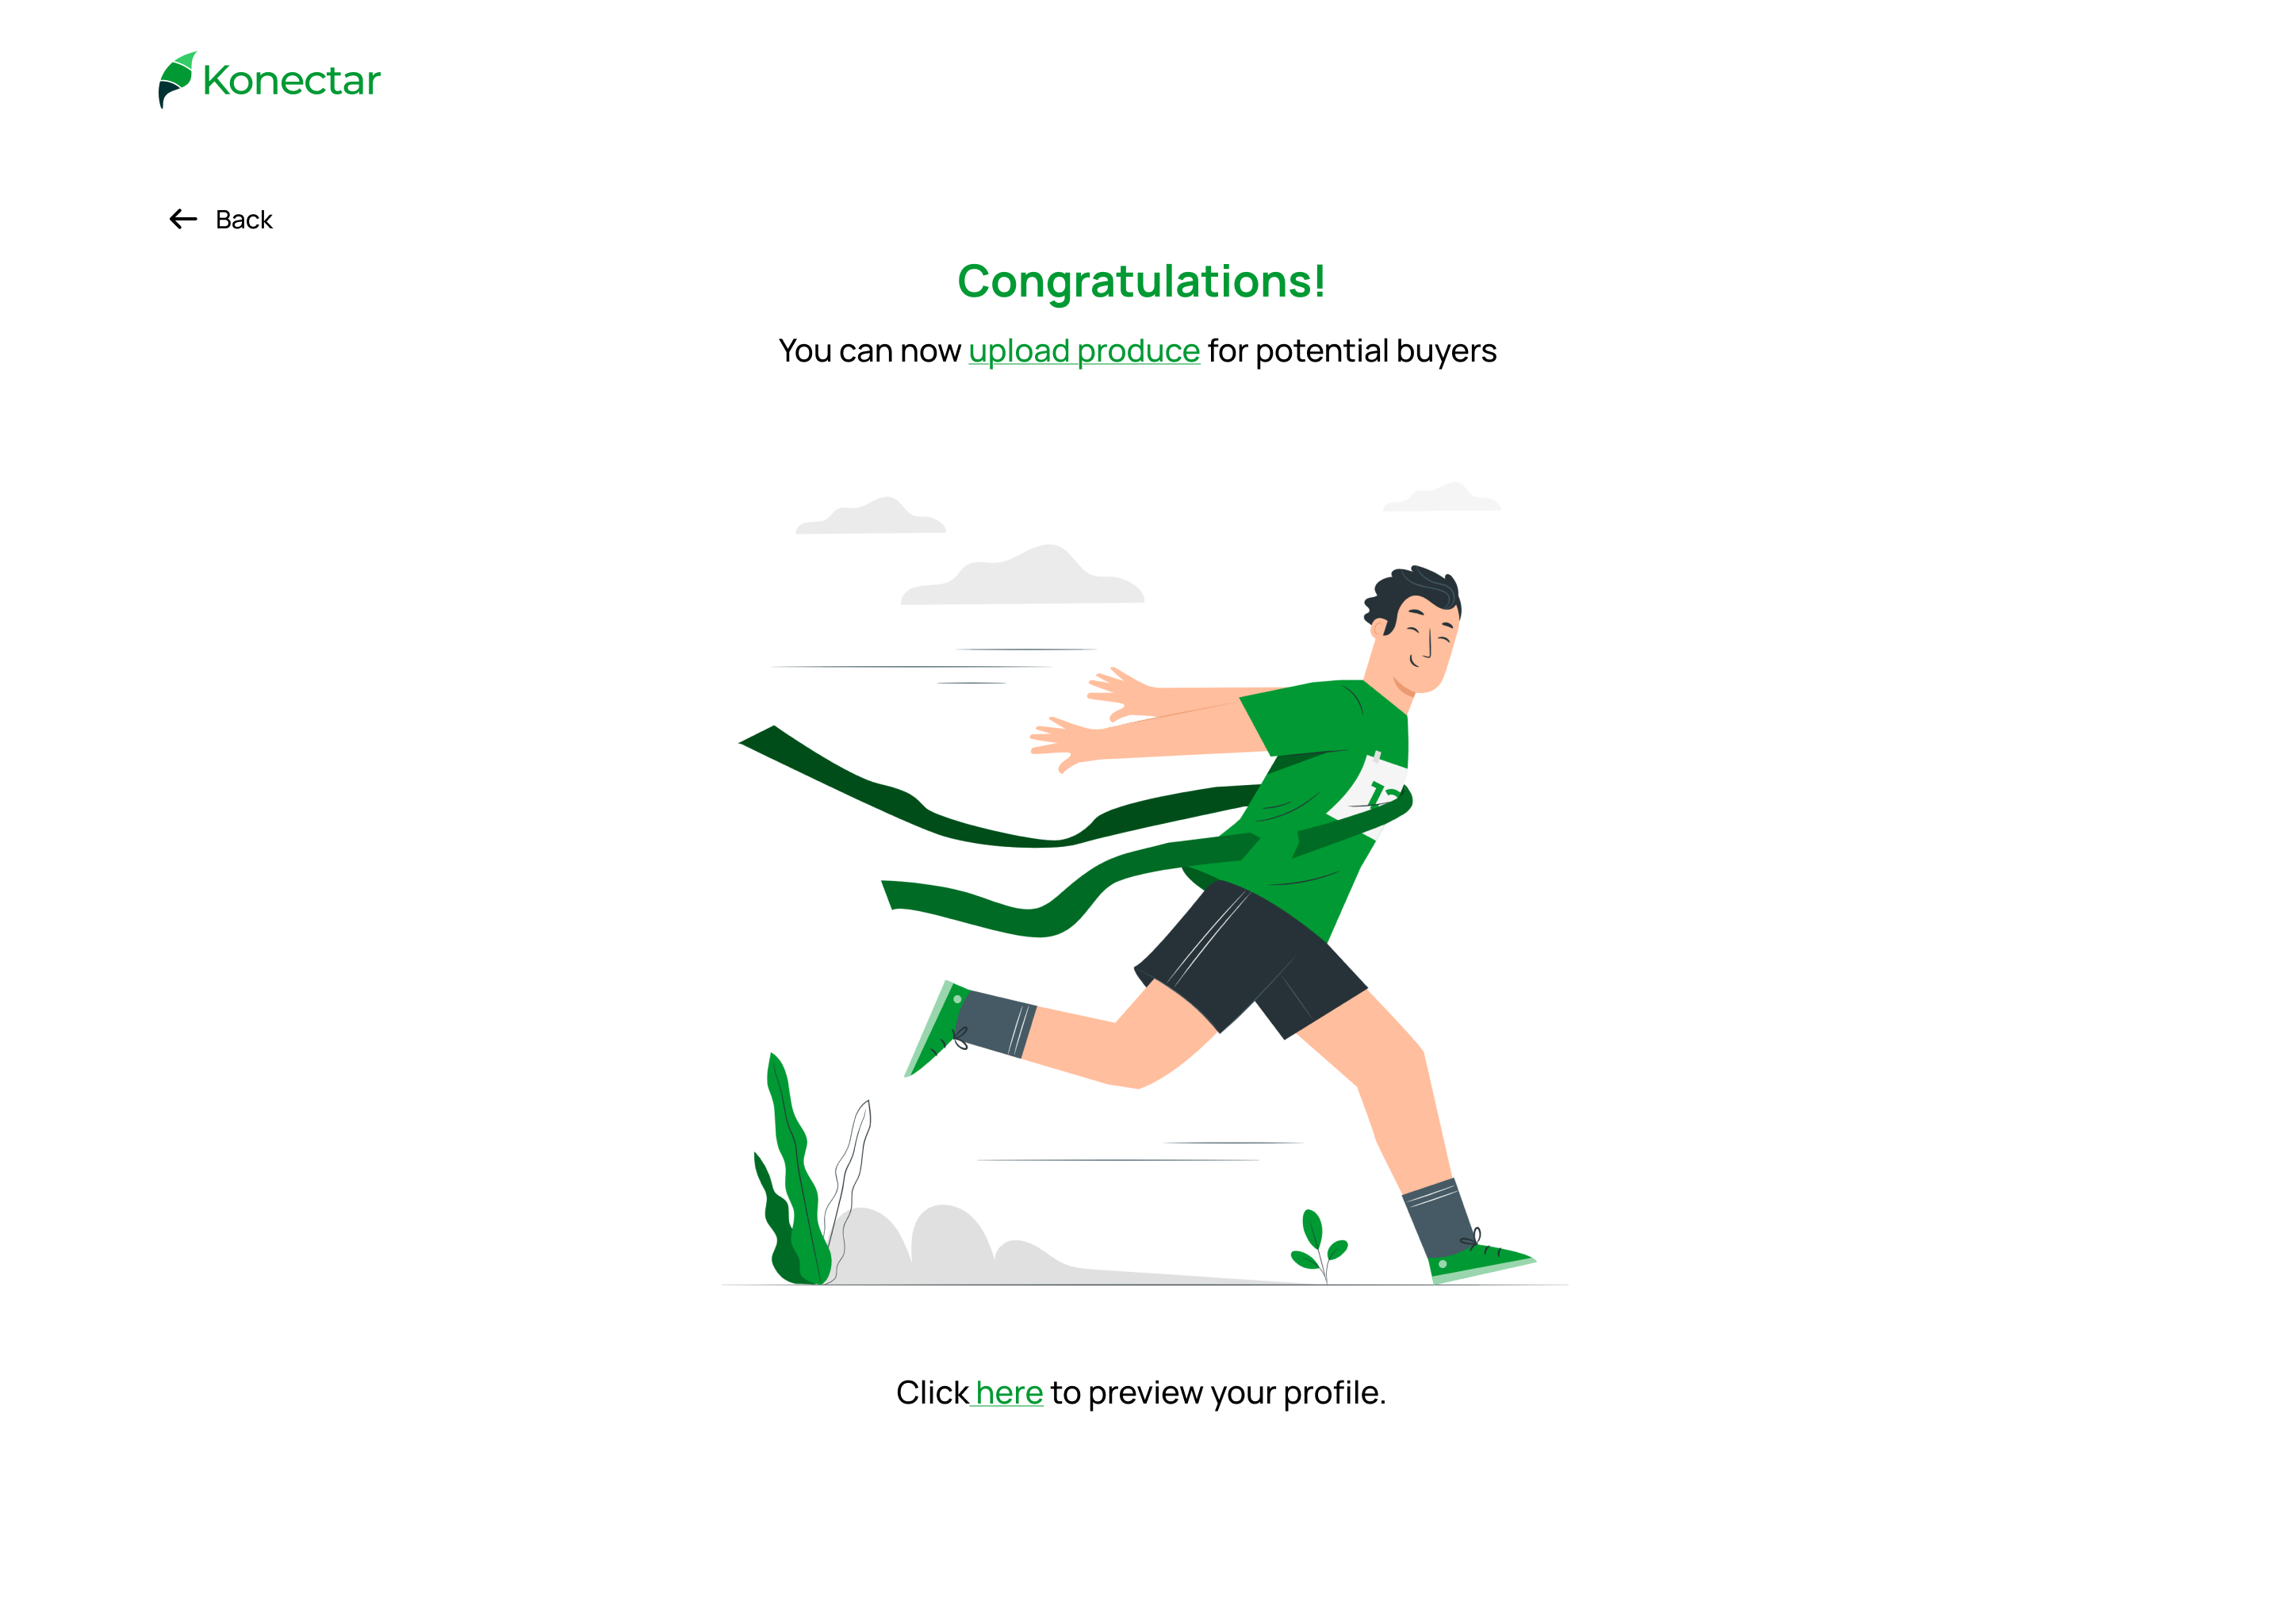 Konectar
Back
Congratulations!
You can now upload produce for potential buyers
Click here to preview your profile.